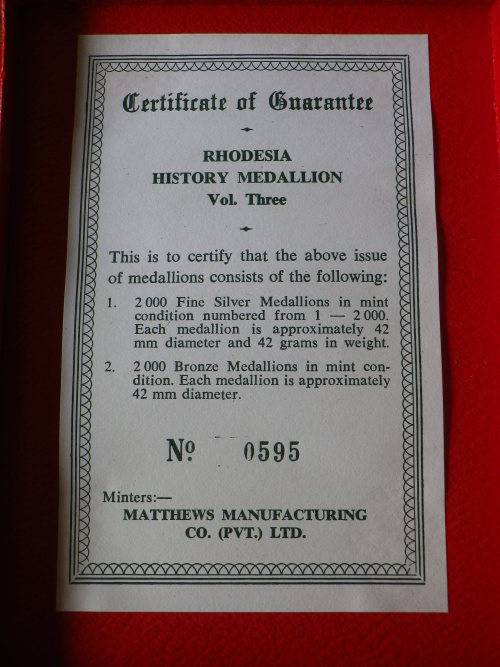 Certificate of Guarantee
RHODESIA
HISTORY MEDALLION
Vol. Three
This is to certify that the above issue
of medallions consists of the following:
1. 2 000 Fine Silver Medallions in mint
condition numbered from 1 — 2 000.
Each medallion is approximately 42
mm diameter and 42 grams in weight.
2. 2 000 Bronze Medallions in mint con-
dition. Each medallion is approximately
42 mm diameter.
Nº 0595
Minters:—
MATTHEWS MANUFACTURING
CO. (PVT.) LTD.